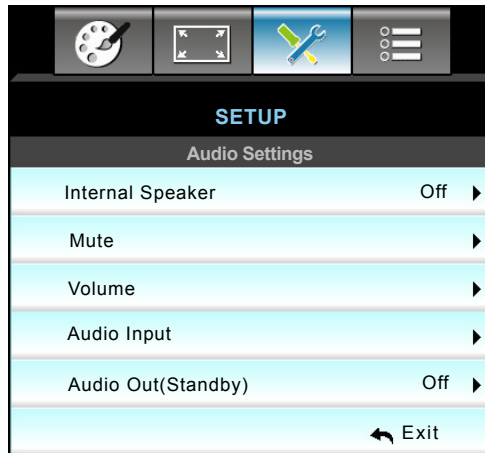 SETUP
Audio Settings
Internal Speaker Off
Mute
Volume
Audio Input
Audio Out(Standby) Off
Exit